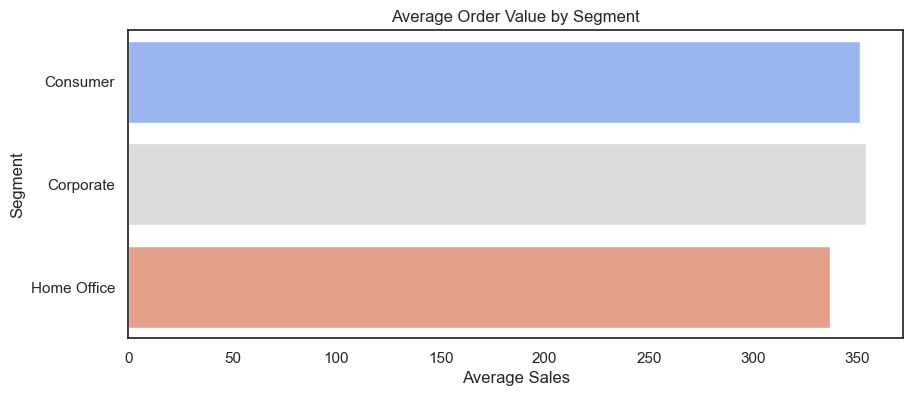 Average Order Value by Segment
Consumer
Corporate
Home Office
Segment
0 50 100 150 200 250 300 350
Average Sales